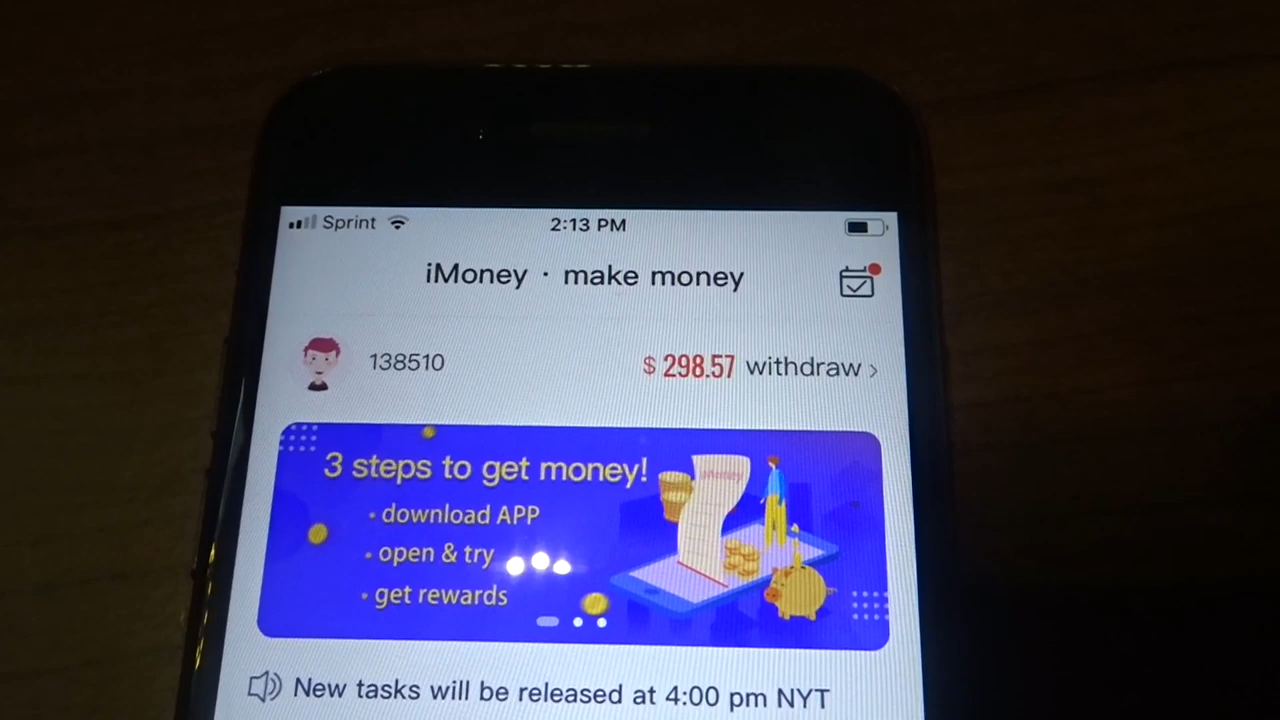 Sprint 2:13 PM
iMoney · make money
138510 $ 298.57 withdraw >
3 steps to get money!
• download APP
• open & try
• get rewards
New tasks will be released at 4:00 pm NYT